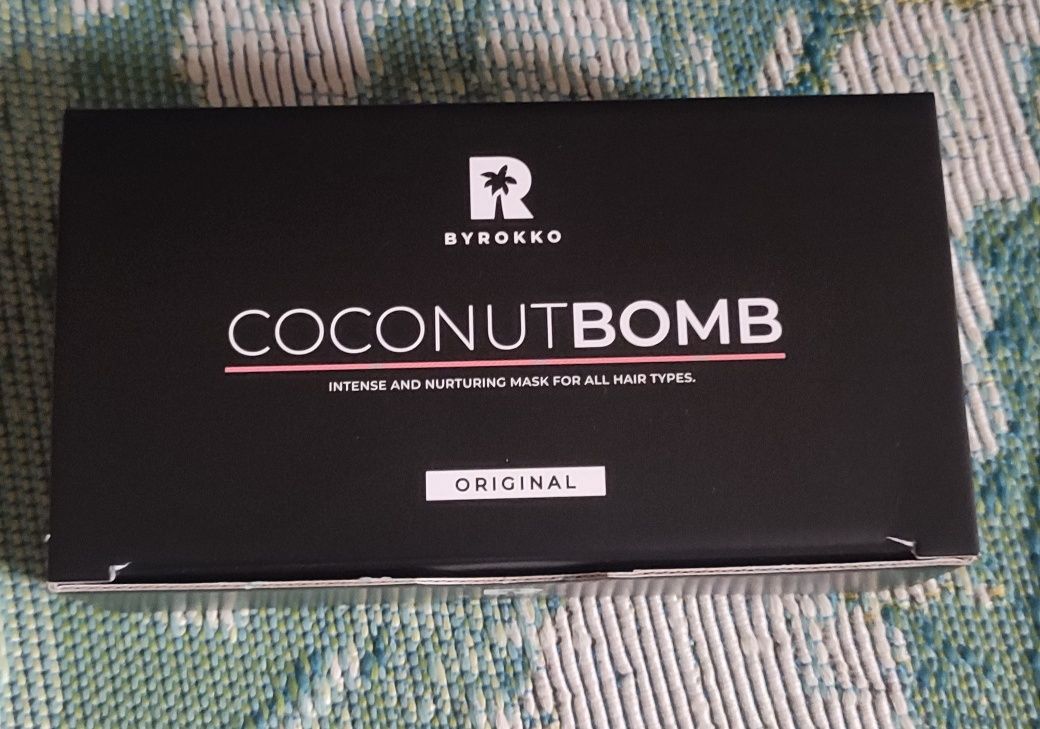 R
BYROKKO
COCONUTBOMB
INTENSE AND NURTURING MASK FOR ALL HAIR TYPES.
ORIGINAL